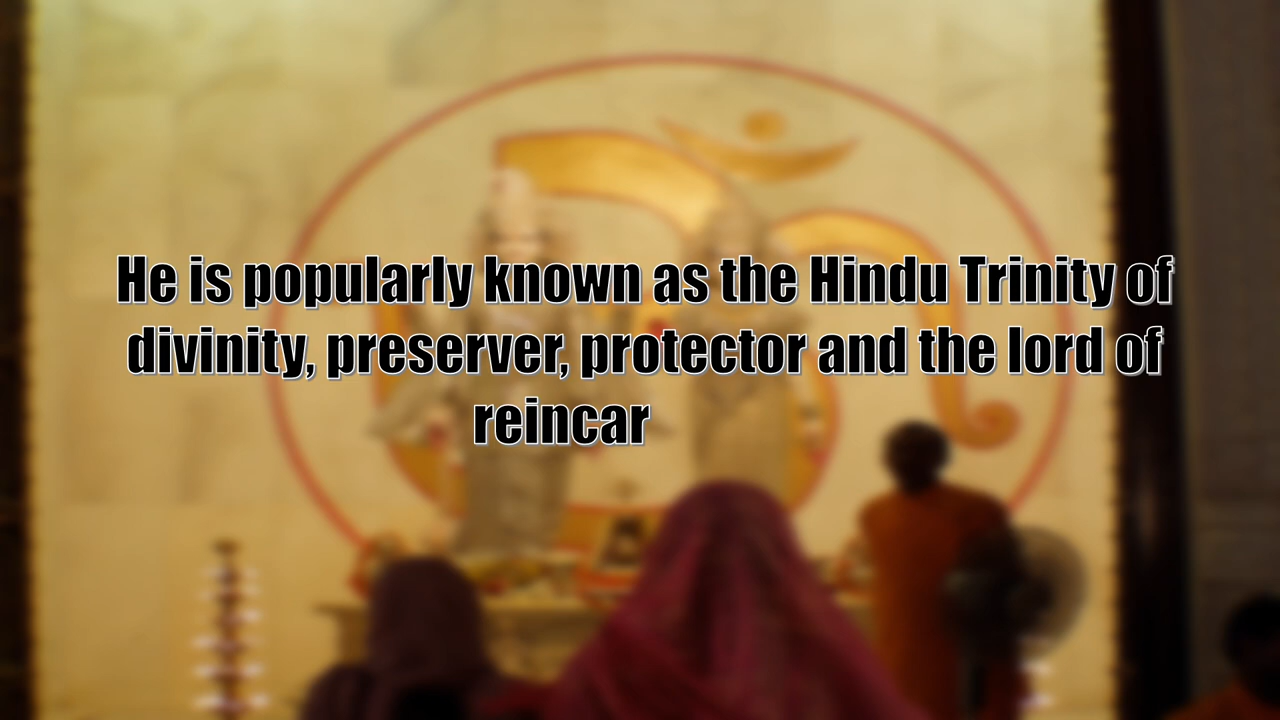 He is popularly known as the Hindu Trinity of
divinity, preserver, protector and the lord of
reincar